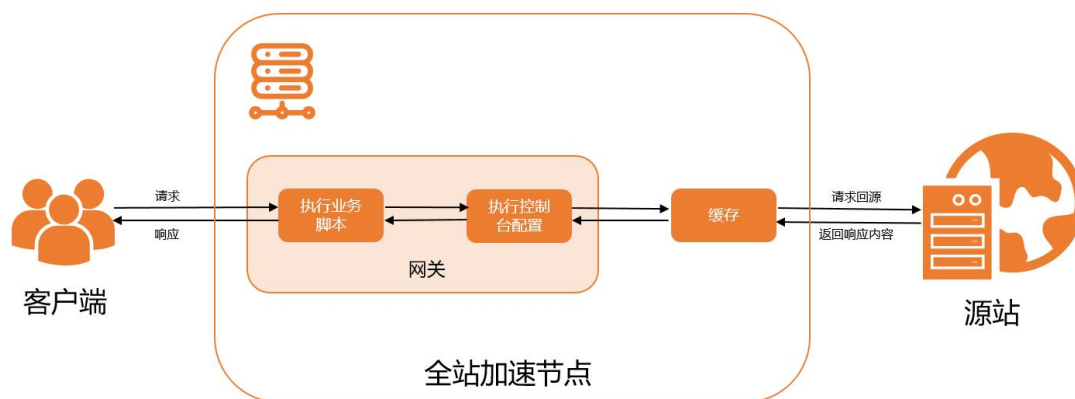 请求
响应
客户端
执行业务
脚本
执行控制
台配置
网关
缓存
请求回源
返回响应内容
源站
全站加速节点